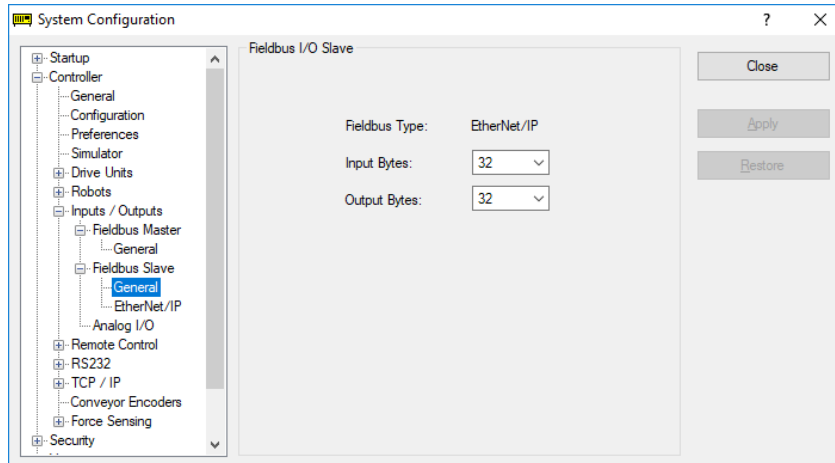 System Configuration
?
Startup
Controller
General
Configuration
Preferences
Simulator
Drive Units
Robots
Inputs / Outputs
Fieldbus Master
General
Fieldbus Slave
General
EtherNet/IP
Analog I/O
Remote Control
RS232
TCP / IP
Conveyor Encoders
Force Sensing
Security
Fieldbus I/O Slave
Fieldbus Type: EtherNet/IP
Input Bytes: 32
Output Bytes: 32
Close
Apply
Restore